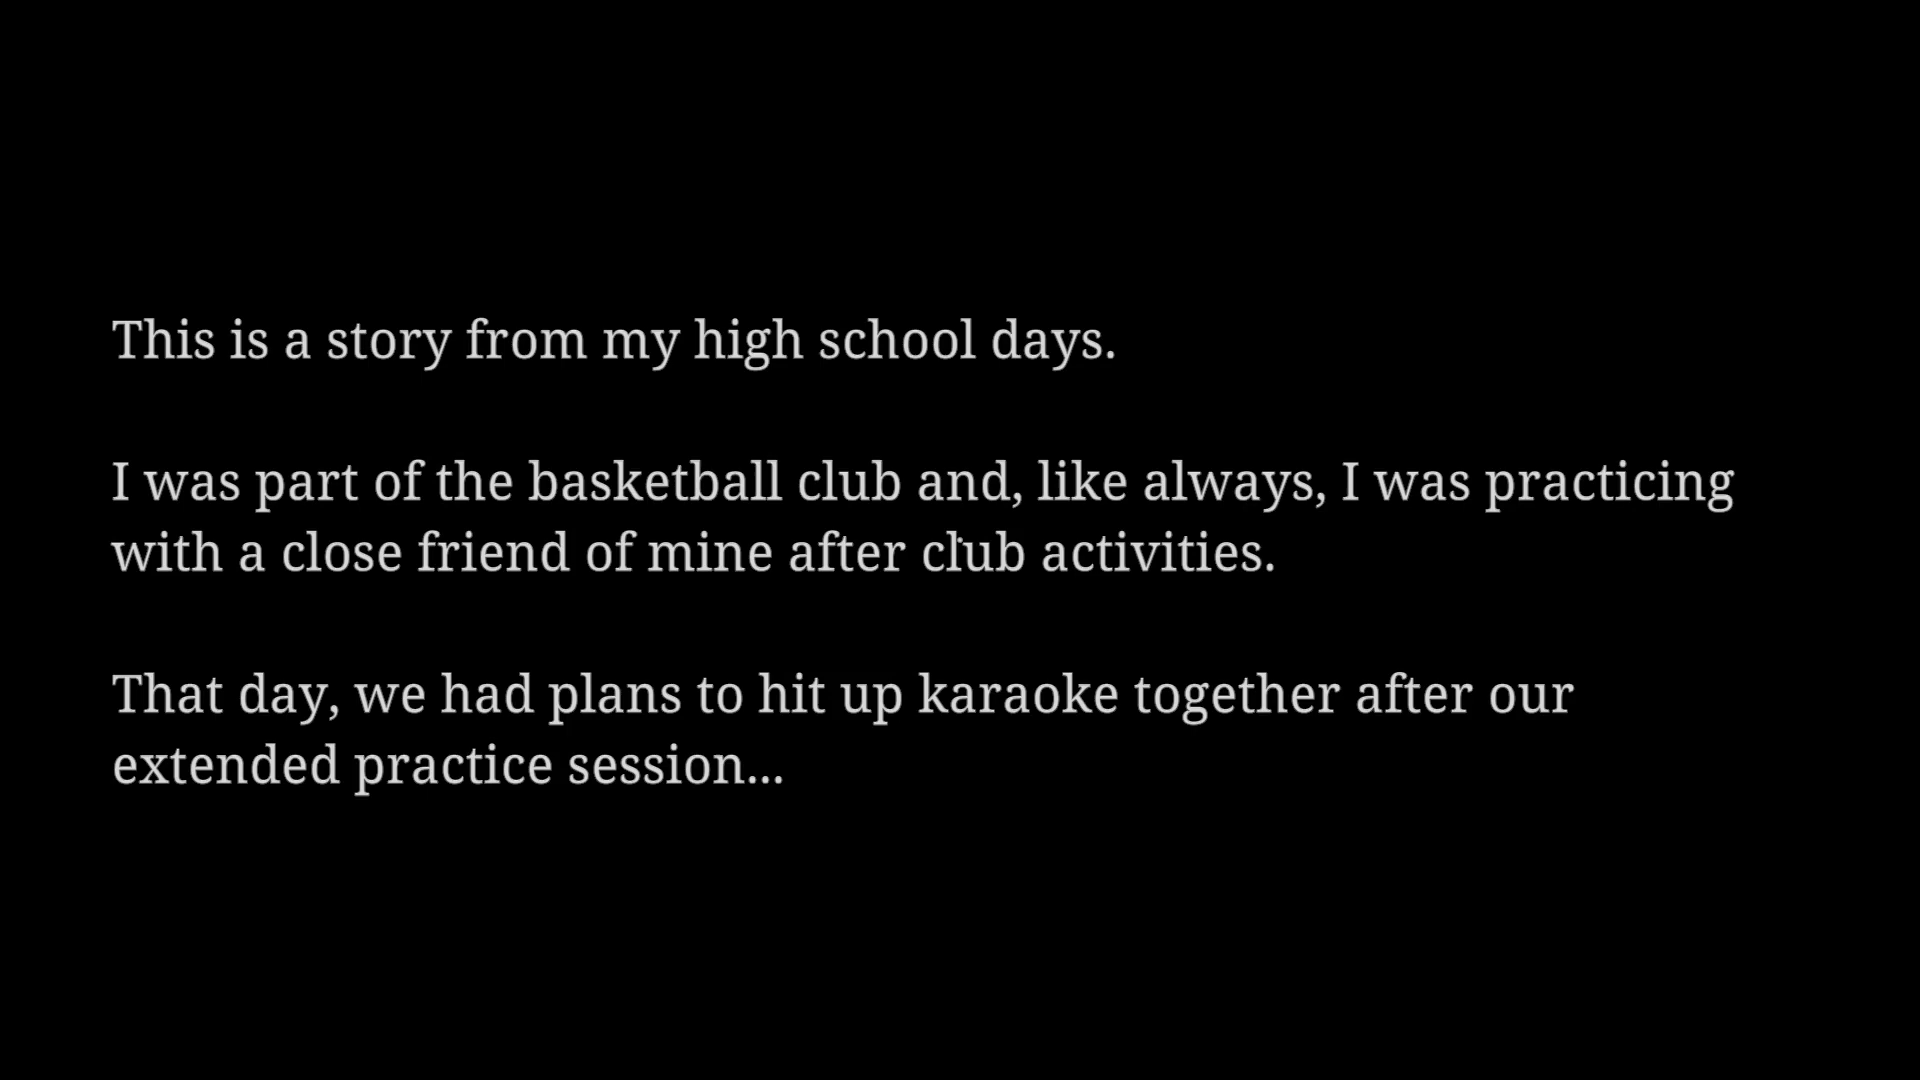 This is a story from my high school days.
I was part of the basketball club and, like always, I was practicing
with a close friend of mine after club activities.
That day, we had plans to hit up karaoke together after our
extended practice session...